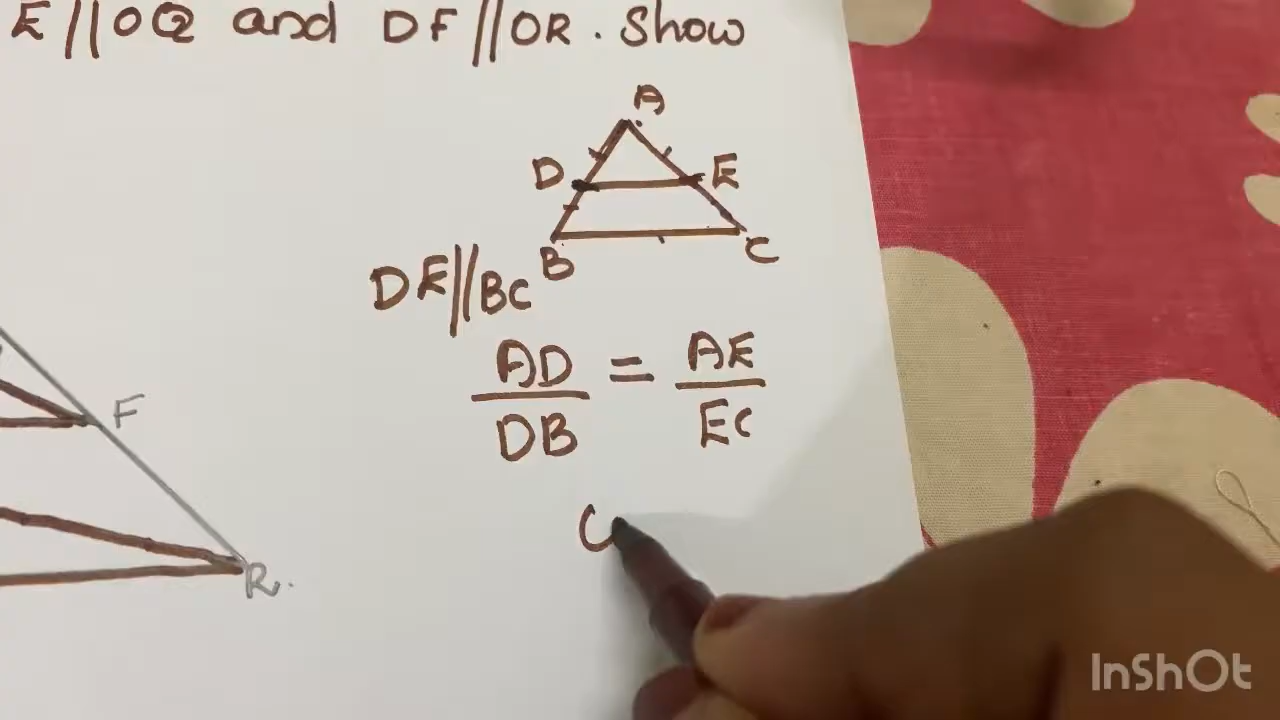 E//OQ and DF//OR. Show
A
D E
B C
DE//BC
AD = AE
DB EC
F
R.
C
InShOt